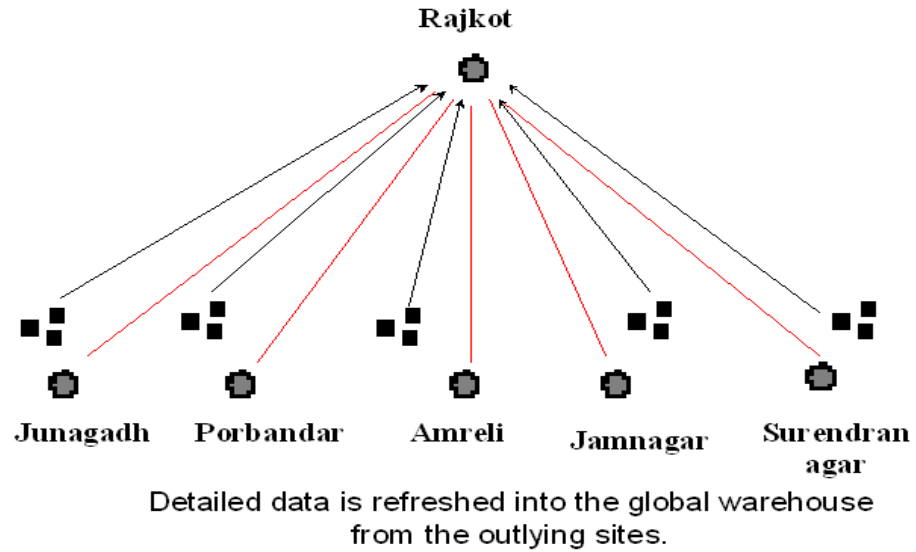 Rajkot
Junagadh
Porbandar
Amreli
Jamnagar
Surendran
agar
Detailed data is refreshed into the global warehouse
from the outlying sites.